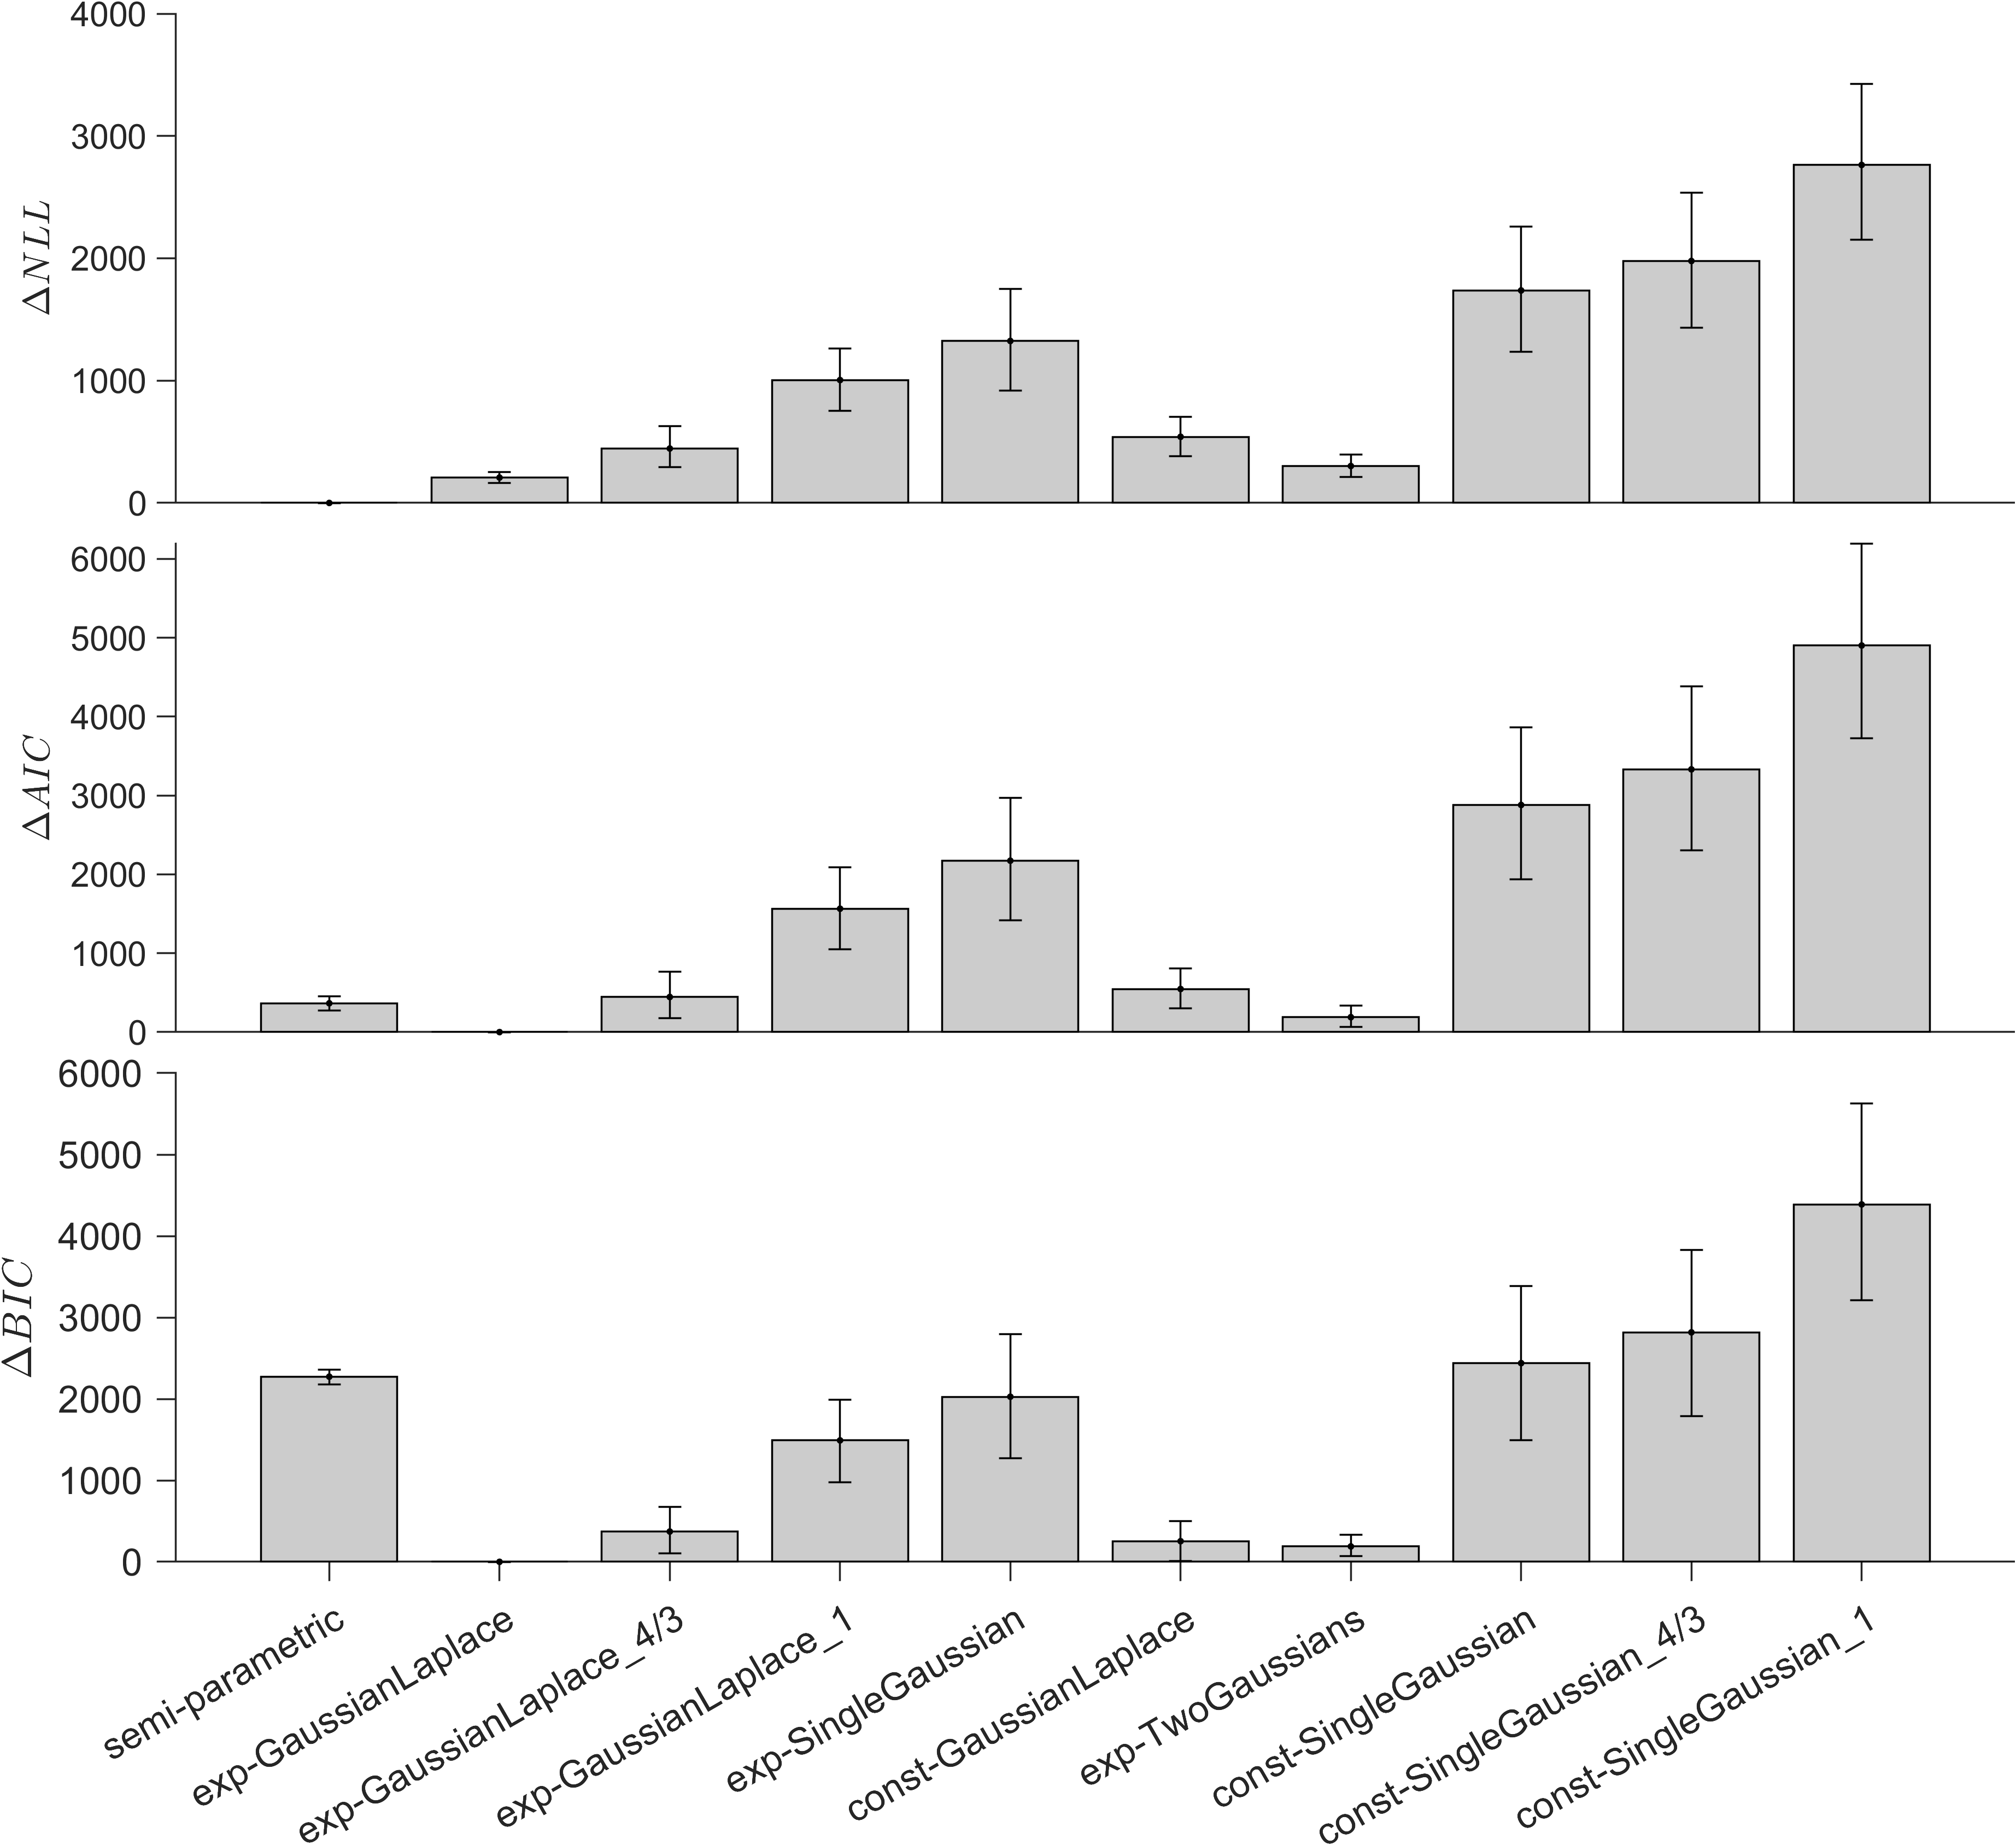 4000
3000
2000
1000
0
ΔNLL
6000
5000
4000
3000
2000
1000
0
ΔAIC
6000
5000
4000
3000
2000
1000
0
ΔBIC
semi-parametric
exp-GaussianLaplace
exp-GaussianLaplace_4/3
exp-GaussianLaplace_1
exp-SingleGaussian
const-GaussianLaplace
exp-TwoGaussians
const-SingleGaussian
const-SingleGaussian_4/3
const-SingleGaussian_1